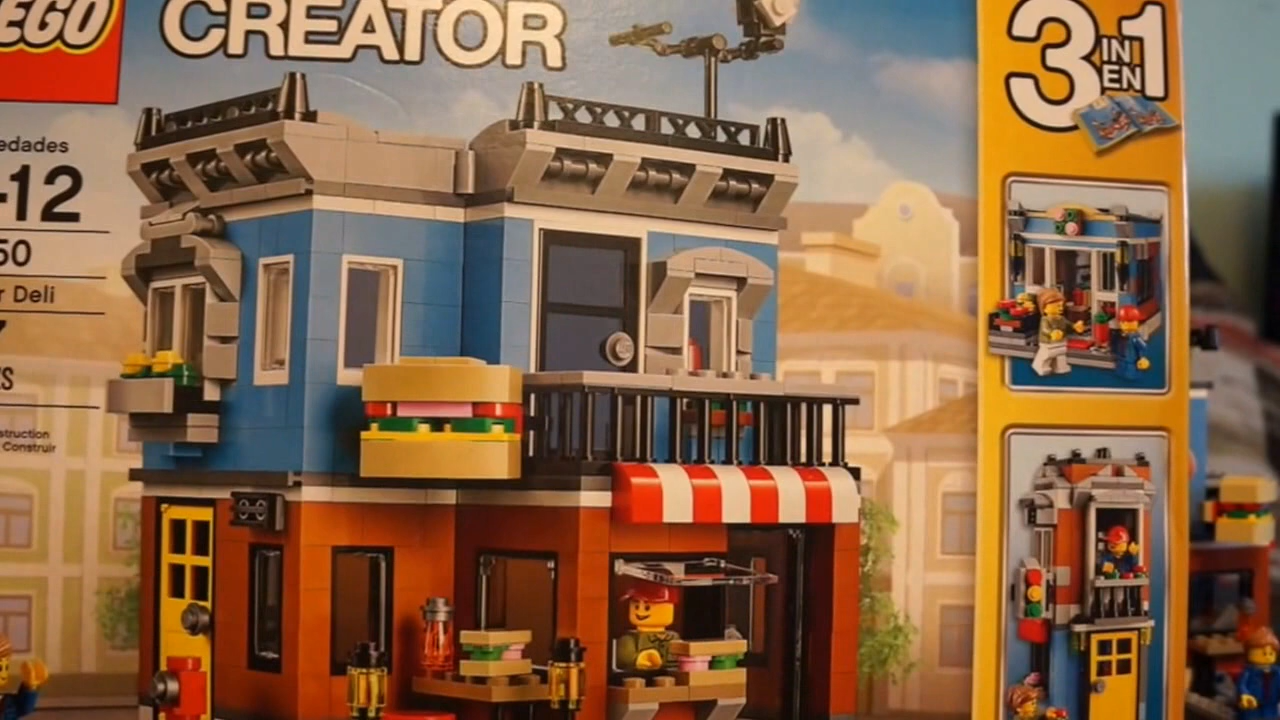 EGO
CREATOR
3 IN EN 1
edades
-12
50
r Deli
struction
Construir